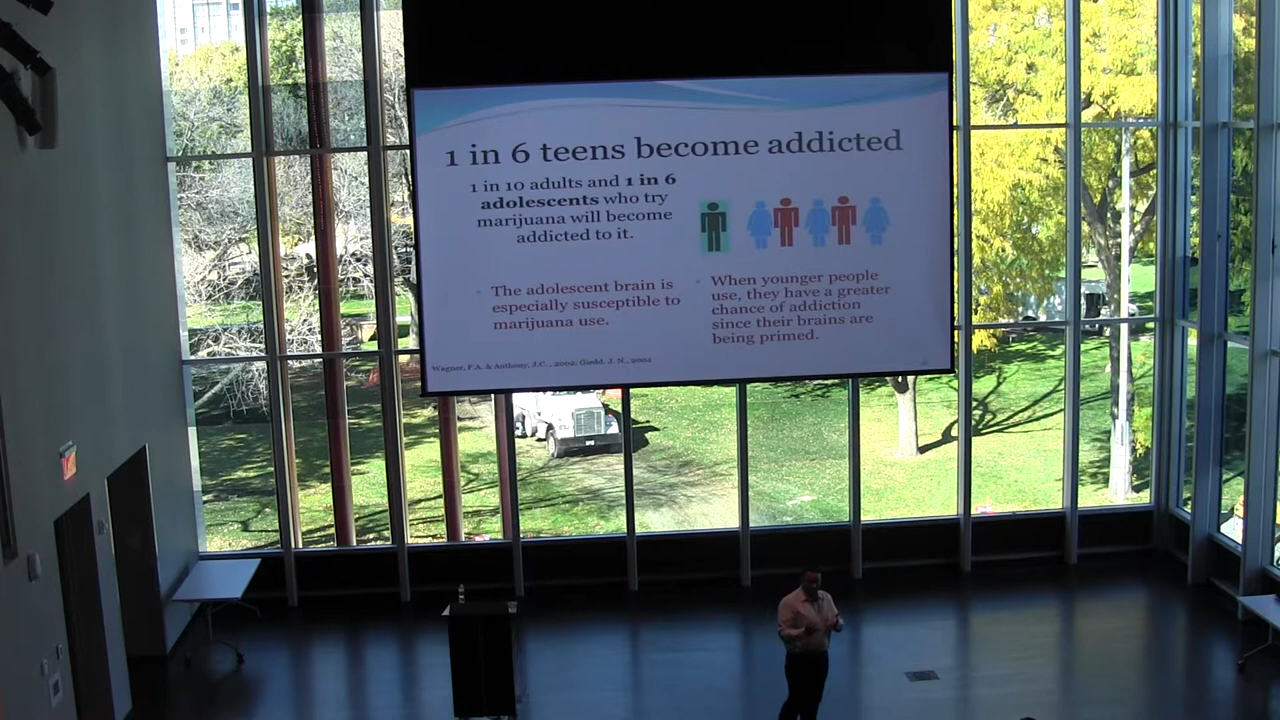 1 in 6 teens become addicted
1 in 10 adults and 1 in 6
adolescents who try
marijuana will become
addicted to it.
The adolescent brain is
especially susceptible to
marijuana use.
When younger people
use, they have a greater
chance of addiction
since their brains are
being primed.
Wagner, F.A. & Anthony, J.C., 2002; Giedd, J. N., 2004